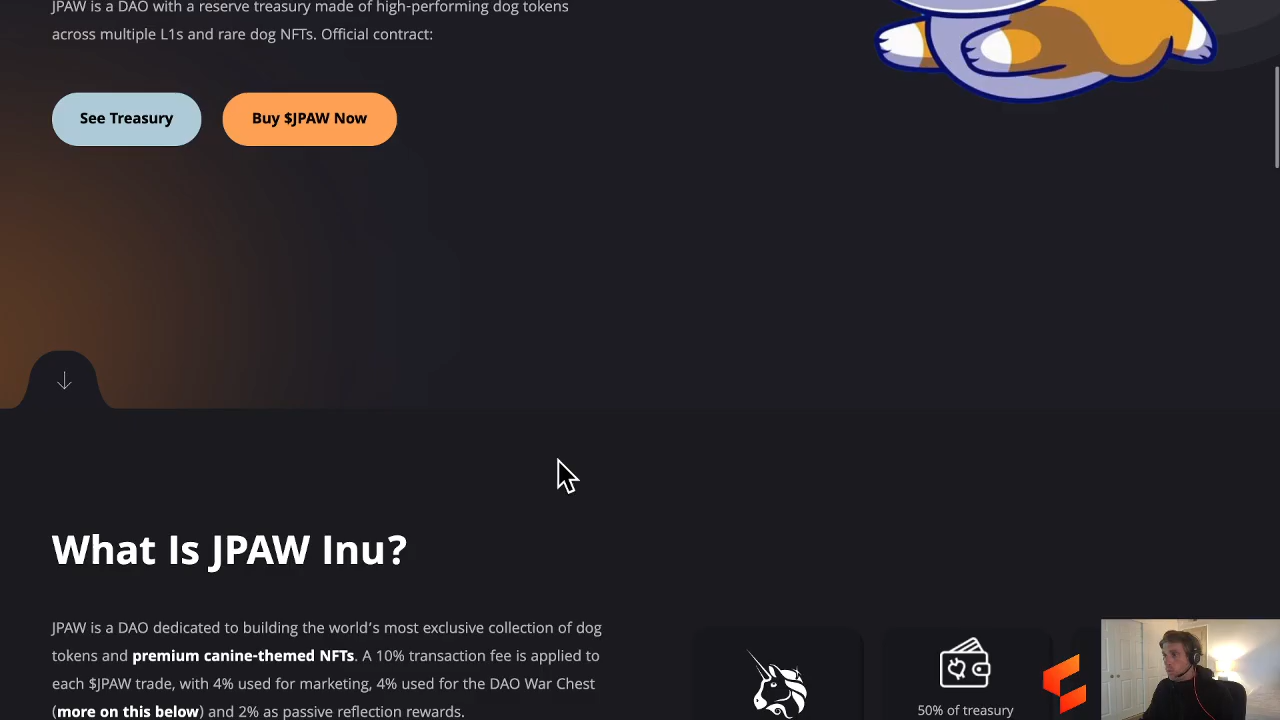 JPAW is a DAO with a reserve treasury made of high-performing dog tokens
across multiple L1s and rare dog NFTs. Official contract:
See Treasury
Buy $JPAW Now
What Is JPAW Inu?
JPAW is a DAO dedicated to building the world's most exclusive collection of dog
tokens and premium canine-themed NFTs. A 10% transaction fee is applied to
each $JPAW trade, with 4% used for marketing, 4% used for the DAO War Chest
(more on this below) and 2% as passive reflection rewards.
50% of treasury